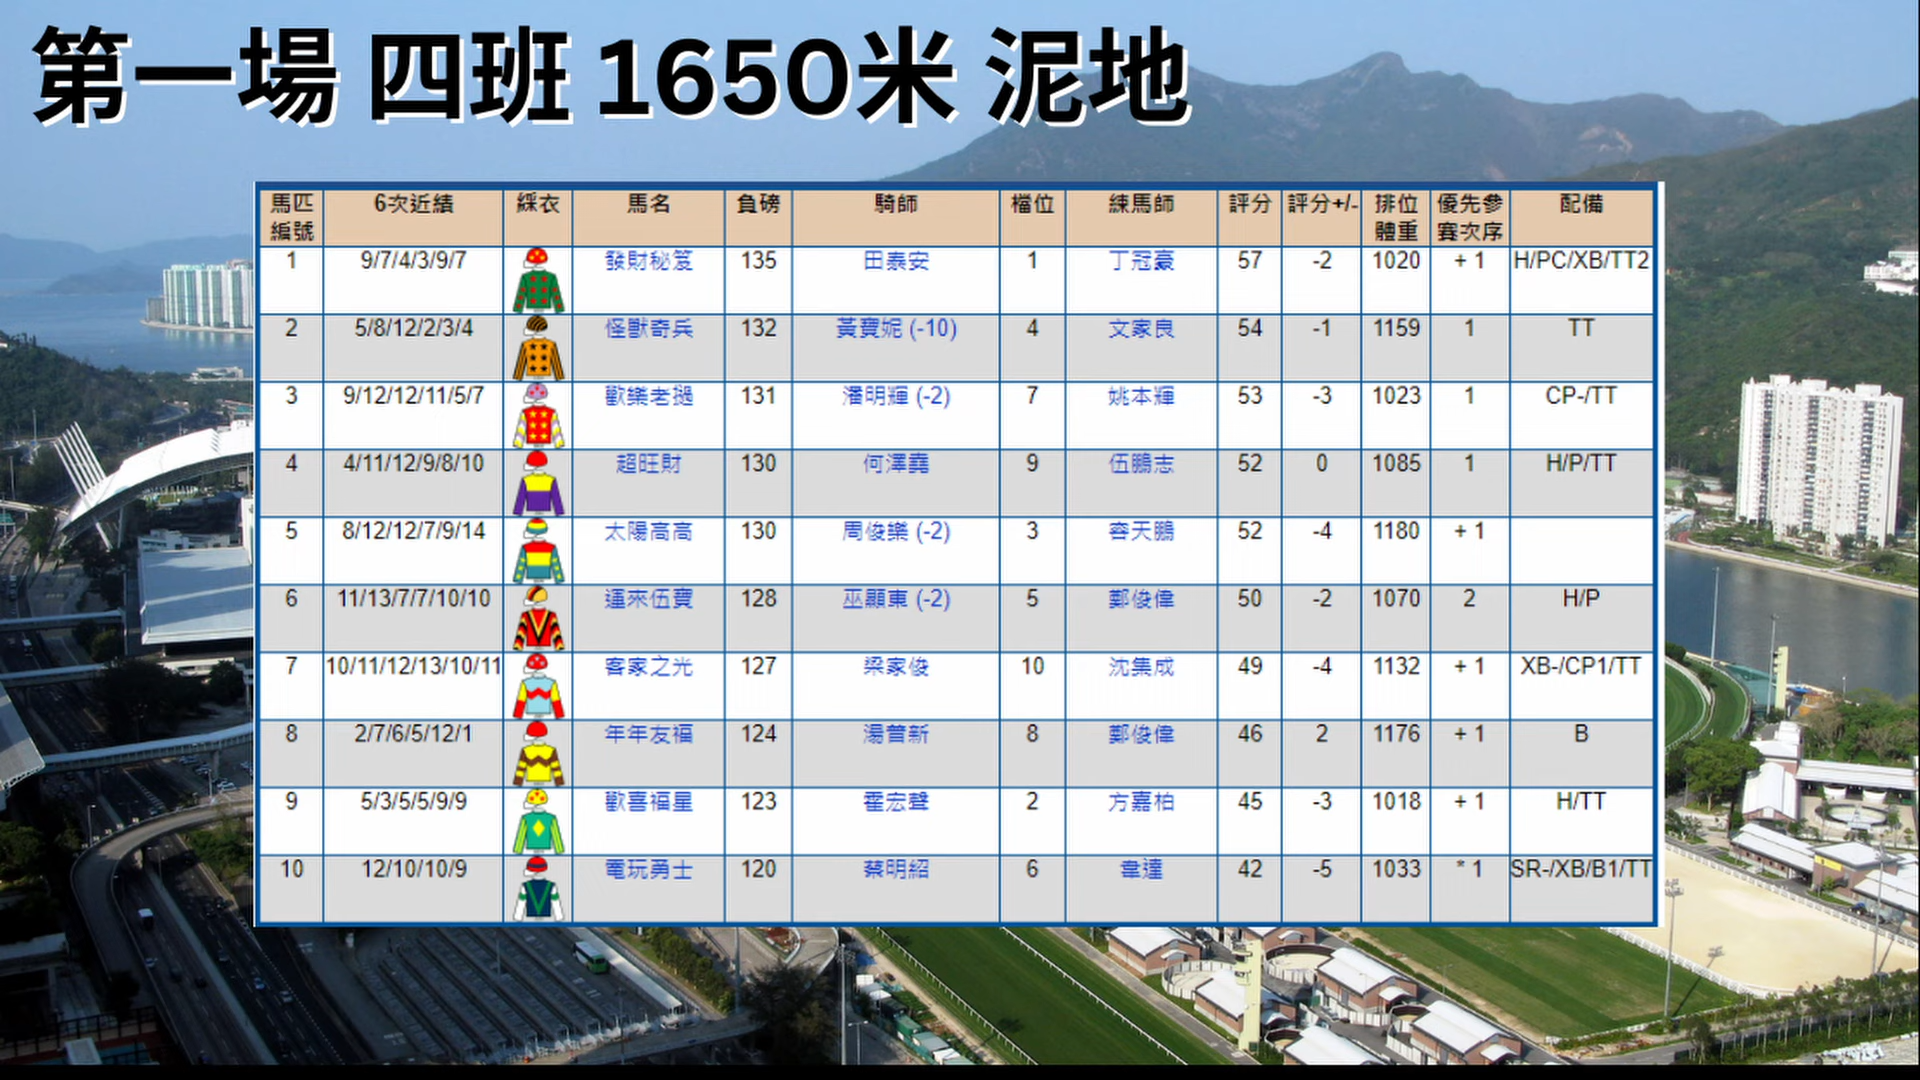 第一場 四班 1650米 泥地
馬匹編號 6次近績 綵衣 馬名 負磅 騎師 檔位 練馬師 評分 評分+/- 排位體重 優先參賽次序 配備
1 9/7/4/3/9/7 發財秘笈 135 田泰安 1 丁冠豪 57 -2 1020 + 1 H/PC/XB/TT2
2 5/8/12/2/3/4 怪獸奇兵 132 黃寶妮 (-10) 4 文家良 54 -1 1159 1 TT
3 9/12/12/11/5/7 歡樂老撾 131 潘明輝 (-2) 7 姚本輝 53 -3 1023 1 CP-/TT
4 4/11/12/9/8/10 超旺財 130 何澤堯 9 伍鵬志 52 0 1085 1 H/P/TT
5 8/12/12/7/9/14 太陽高高 130 周俊樂 (-2) 3 容天鵬 52 -4 1180 + 1
6 11/13/7/7/10/10 運來伍寶 128 巫顯東 (-2) 5 鄭俊偉 50 -2 1070 2 H/P
7 10/11/12/13/10/11 客家之光 127 梁家俊 10 沈集成 49 -4 1132 + 1 XB-/CP1/TT
8 2/7/6/5/12/1 年年友福 124 湯普新 8 鄭俊偉 46 2 1176 + 1 B
9 5/3/5/5/9/9 歡喜福星 123 霍宏聲 2 方嘉柏 45 -3 1018 + 1 H/TT
10 12/10/10/9 電玩勇士 120 蔡明紹 6 韋達 42 -5 1033 * 1 SR-/XB/B1/TT